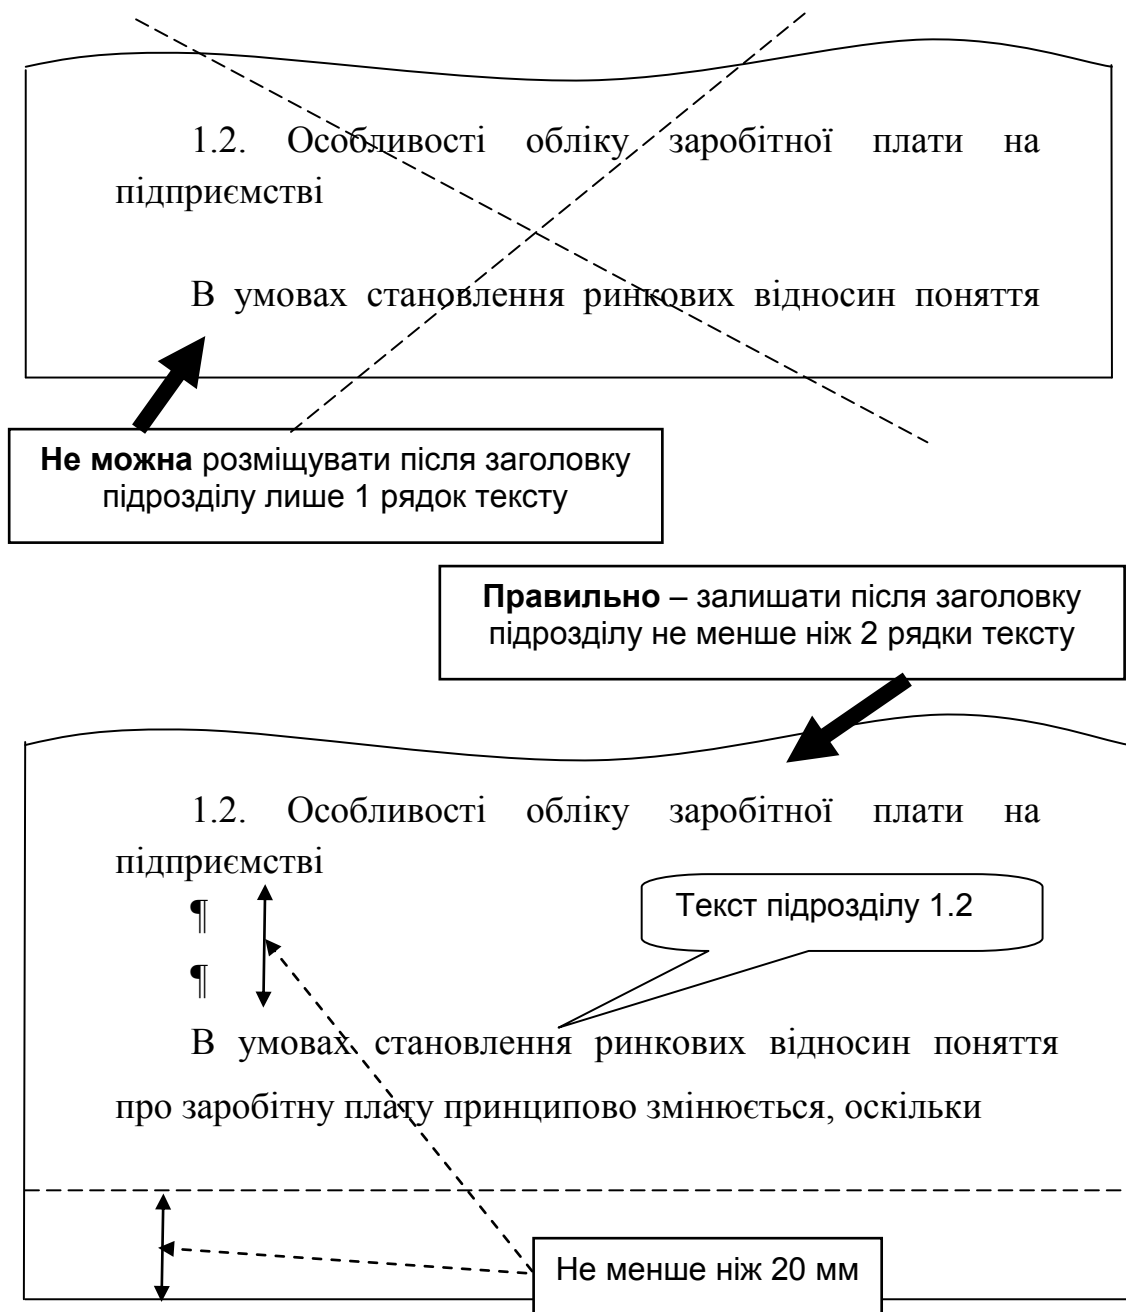 1.2. Особливості обліку заробітної плати на
підприємстві
В умовах становлення ринкових відносин поняття
Не можна розміщувати після заголовку
підрозділу лише 1 рядок тексту
Правильно – залишати після заголовку
підрозділу не менше ніж 2 рядки тексту
1.2. Особливості обліку заробітної плати на
підприємстві
¶
Текст підрозділу 1.2
¶
В умовах становлення ринкових відносин поняття
про заробітну плату принципово змінюється, оскільки
Не менше ніж 20 мм